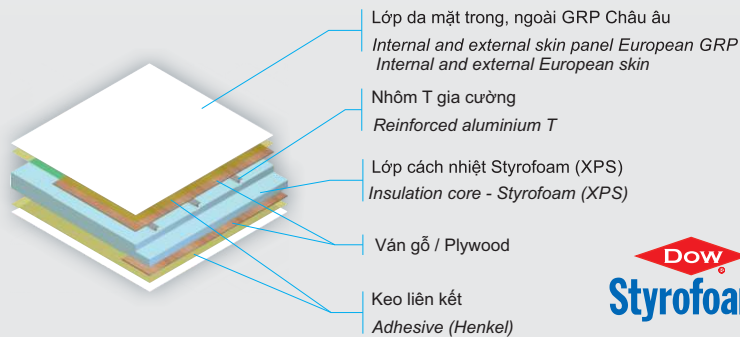 Lớp da mặt trong, ngoài GRP Châu âu
Internal and external skin panel European GRP
Internal and external European skin
Nhôm T gia cường
Reinforced aluminium T
Lớp cách nhiệt Styrofoam (XPS)
Insulation core - Styrofoam (XPS)
Ván gỗ / Plywood
Keo liên kết
Adhesive (Henkel)
DOW